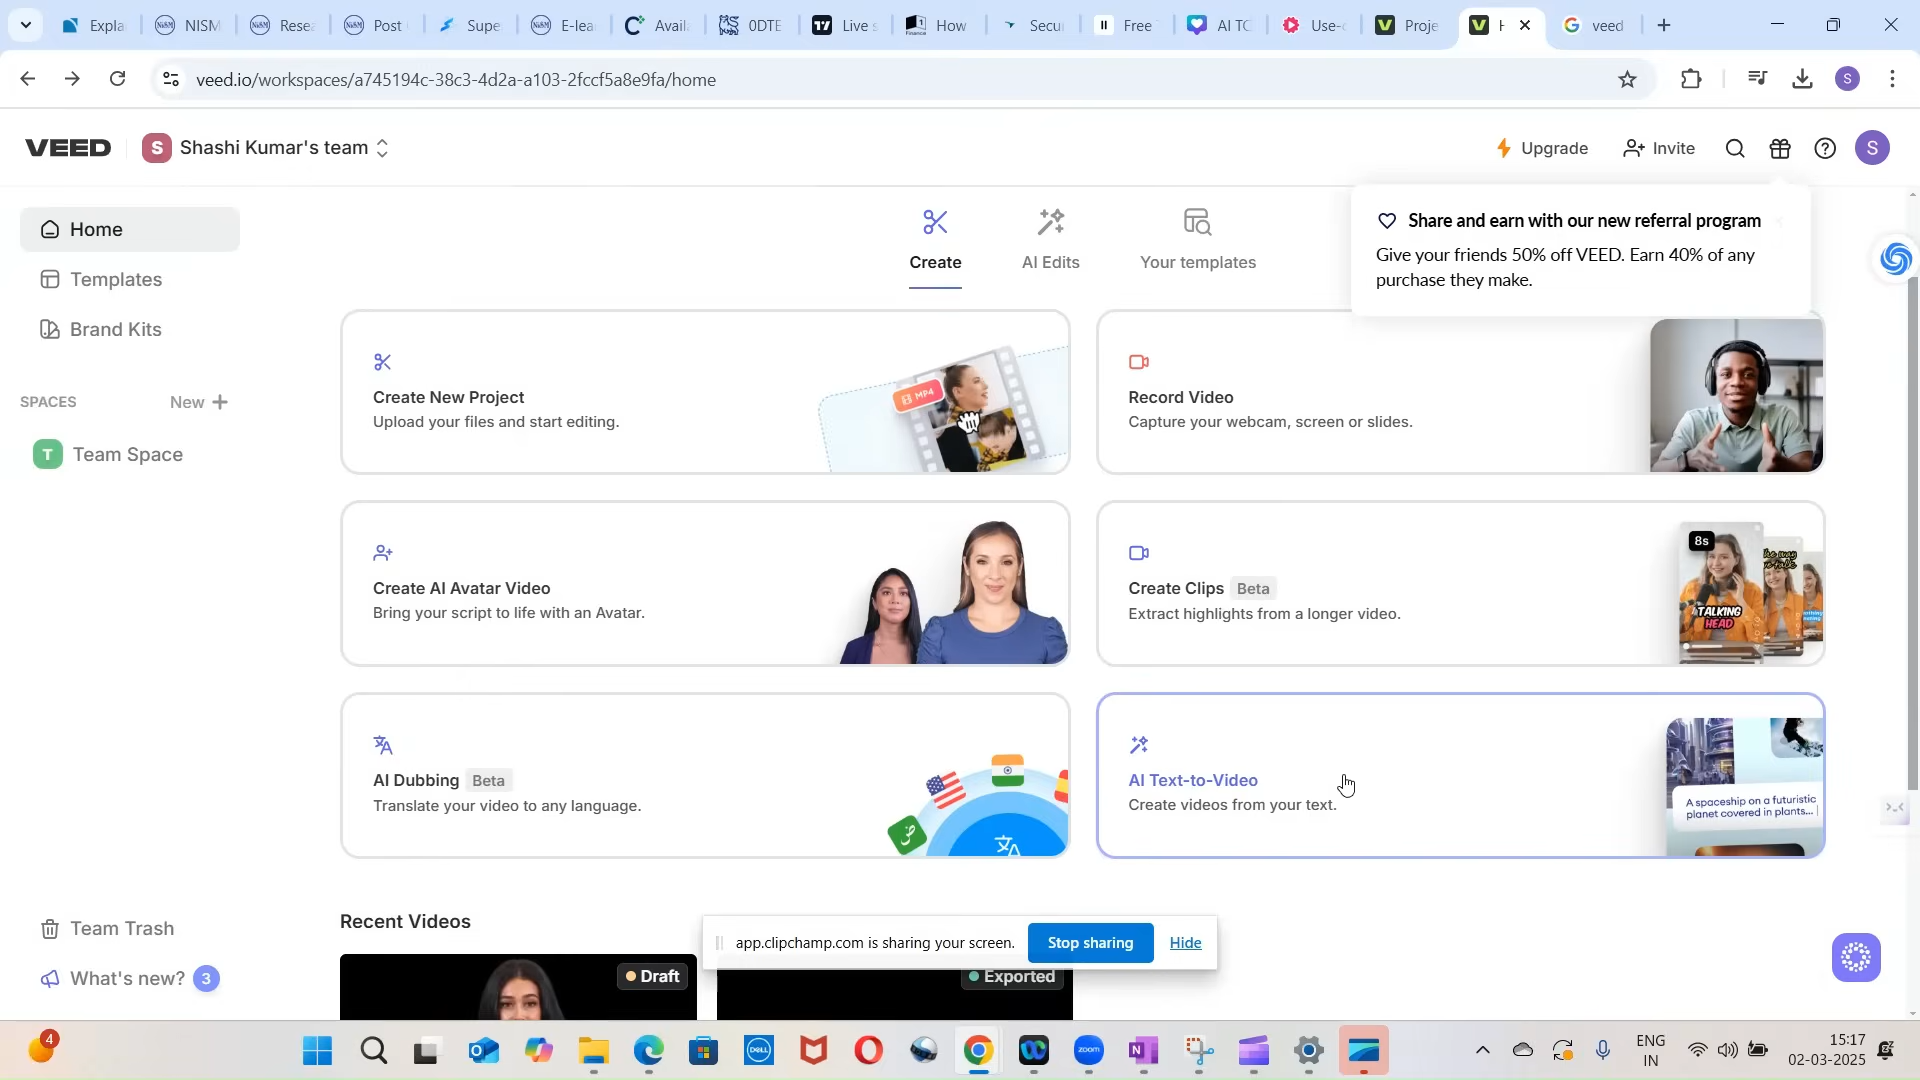 Expla
NISM
Resea
Post
Supe
E-lea
Avail
0DTE
Live s
How
Secu
Free
AI TO
Use-c
Proje
veed
veed.io/workspaces/a745194c-38c3-4d2a-a103-2fccf5a8e9fa/home
S
VEED
S Shashi Kumar's team
Upgrade
Invite
S
Home
Templates
Brand Kits
SPACES
New +
T Team Space
Team Trash
What's new? 3
Create
AI Edits
Your templates
Share and earn with our new referral program
Give your friends 50% off VEED. Earn 40% of any
purchase they make.
Create New Project
Upload your files and start editing.
MP4
Record Video
Capture your webcam, screen or slides.
Create AI Avatar Video
Bring your script to life with an Avatar.
Create Clips Beta
Extract highlights from a longer video.
8s
TALKING
HEAD
AI Dubbing Beta
Translate your video to any language.
AI Text-to-Video
Create videos from your text.
A spaceship on a futuristic
planet covered in plants...
Recent Videos
Draft
Exported
app.clipchamp.com is sharing your screen.
Stop sharing
Hide
4
DELL
zoom
ENG
IN
15:17
02-03-2025